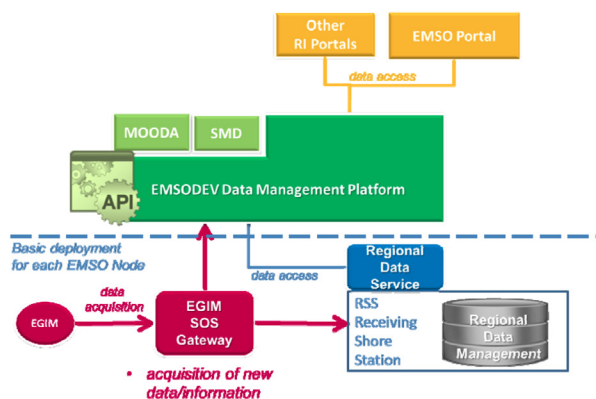 Other
RI Portals
EMSO Portal
data access
MOODA
SMD
EMSODEV Data Management Platform
API
Basic deployment
for each EMSO Node
data access
Regional
Data
Service
data
acquisition
EGIM
EGIM
SOS
Gateway
RSS
Receiving
Shore
Station
Regional
Data
Management
• acquisition of new
data/information